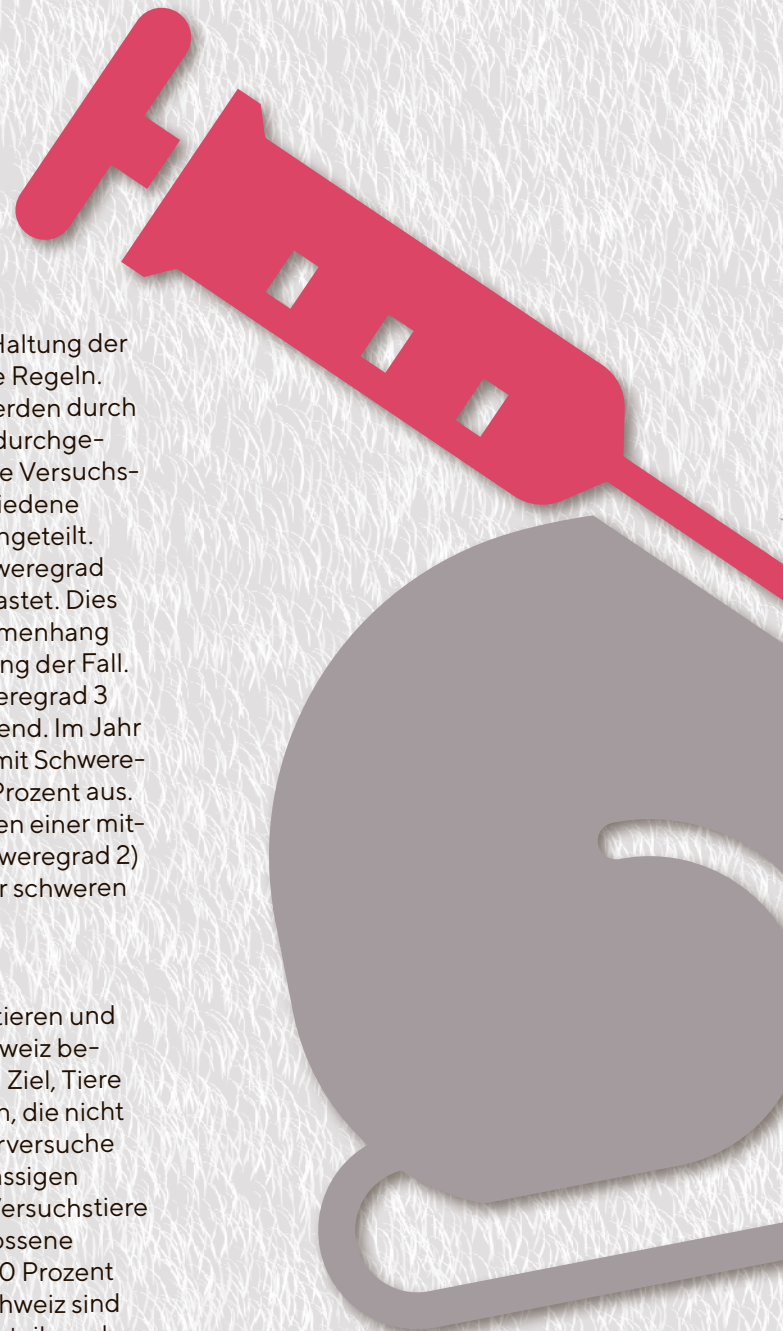 Haltung der
e Regeln.
erden durch
durchge-
e Versuchs-
iedene
ngeteilt.
weregrad
astet. Dies
menhang
ng der Fall.
eregrad 3
end. Im Jahr
mit Schwere-
Prozent aus.
en einer mit-
weregrad 2)
r schweren
tieren und
weiz be-
Ziel, Tiere
n, die nicht
rversuche
ässigen
Versuchstiere
ossene
0 Prozent
hweiz sind